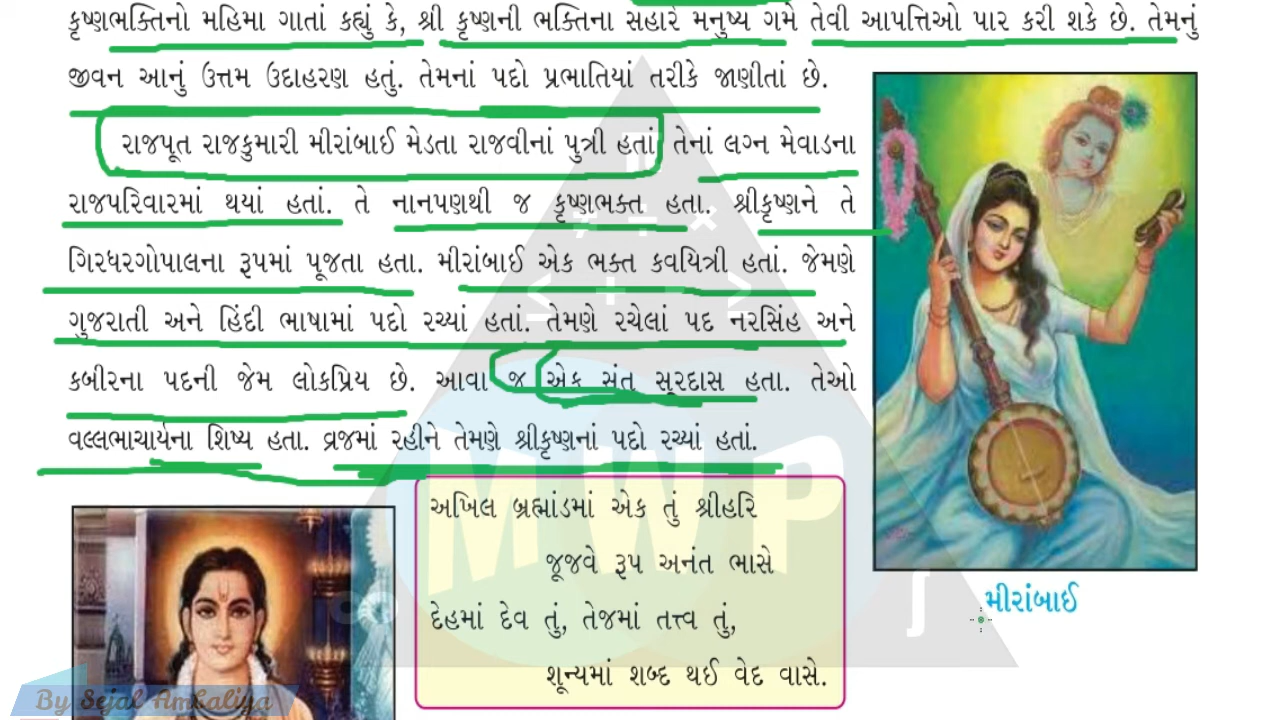 કૃષ્ણભક્તિનો મહિમા ગાતાં કહ્યું કે, શ્રી કૃષ્ણની ભક્તિના સહારે મનુષ્ય ગમે તેવી આપત્તિઓ પાર કરી શકે છે. તેમનું
જીવન આનું ઉત્તમ ઉદાહરણ હતું. તેમનાં પદો પ્રભાતિયાં તરીકે જાણીતાં છે.
રાજપૂત રાજકુમારી મીરાંબાઈ મેડતા રાજવીનાં પુત્રી હતાં તેનાં લગ્ન મેવાડના
રાજપરિવારમાં થયાં હતાં. તે નાનપણથી જ કૃષ્ણભક્ત હતા. શ્રીકૃષ્ણને તે
ગિરધરગોપાલના રૂપમાં પૂજતા હતા. મીરાંબાઈ એક ભક્ત કવયિત્રી હતાં. જેમણે
ગુજરાતી અને હિંદી ભાષામાં પદો રચ્યાં હતાં. તેમણે રચેલાં પદ નરસિંહ અને
કબીરના પદની જેમ લોકપ્રિય છે. આવા જ એક સંત સૂરદાસ હતા. તેઓ
વલ્લભાચાર્યના શિષ્ય હતા. વ્રજમાં રહીને તેમણે શ્રીકૃષ્ણનાં પદો રચ્યાં હતાં.
અખિલ બ્રહ્માંડમાં એક તું શ્રીહરિ
જૂજવે રૂપ અનંત ભાસે
દેહમાં દેવ તું, તેજમાં તત્ત્વ તું,
શૂન્યમાં શબ્દ થઈ વેદ વાસે.
મીરાંબાઈ
MWP
By Sejal Amlaliya